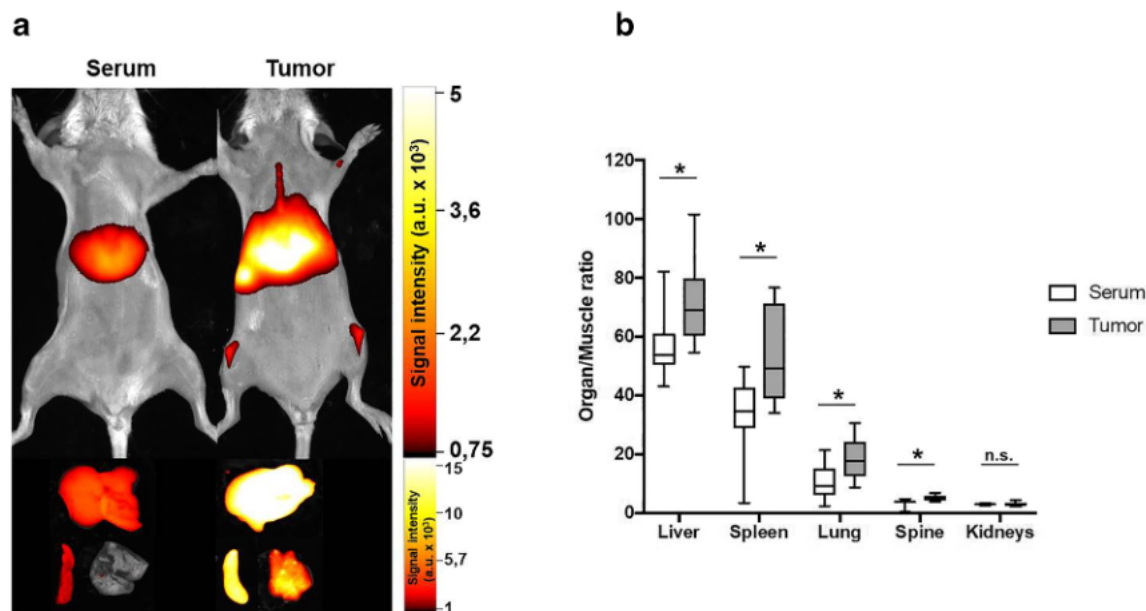 a
Serum Tumor
Signal intensity (a.u. x 10³)
5
3,6
2,2
0,75
Signal intensity
(a.u. x 10³)
15
10
5,7
1
b
Organ/Muscle ratio
120
100
80
60
40
20
0
*
*
*
*
n.s.
Liver Spleen Lung Spine Kidneys
Serum
Tumor